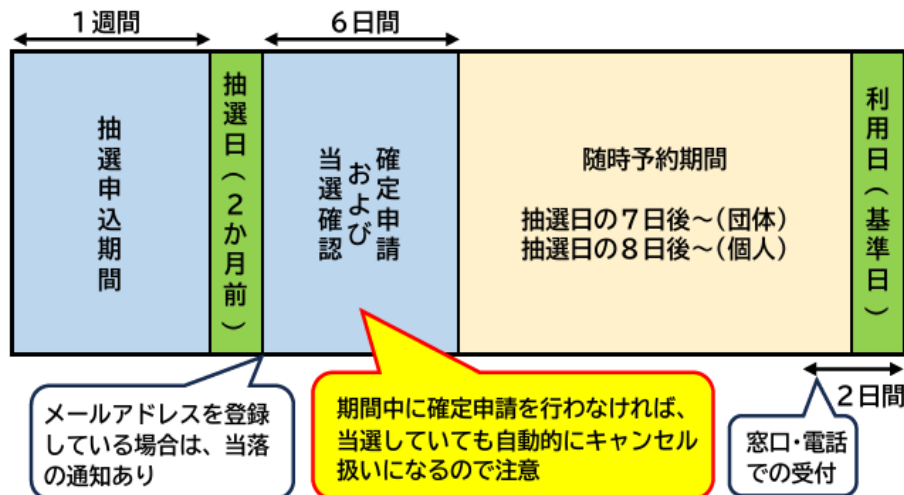 1週間
6日間
抽選申込期間
抽選日(2か月前)
確定申請
および
当選確認
随時予約期間
抽選日の7日後~(団体)
抽選日の8日後~(個人)
利用日(基準日)
2日間
メールアドレスを登録
している場合は、当落
の通知あり
期間中に確定申請を行わなければ、
当選していても自動的にキャンセル
扱いになるので注意
窓口・電話
での受付